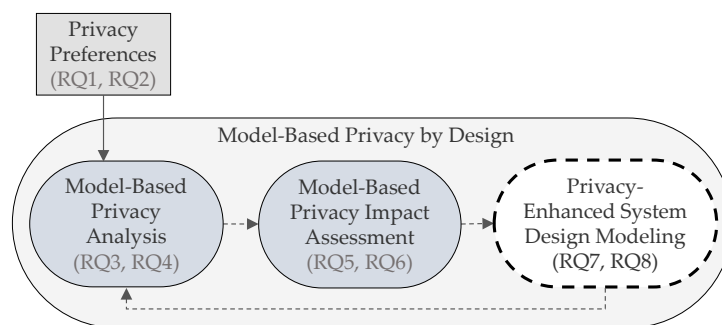 Privacy
Preferences
(RQ1, RQ2)
Model-Based Privacy by Design
Model-Based
Privacy
Analysis
(RQ3, RQ4)
Model-Based
Privacy Impact
Assessment
(RQ5, RQ6)
Privacy-
Enhanced System
Design Modeling
(RQ7, RQ8)